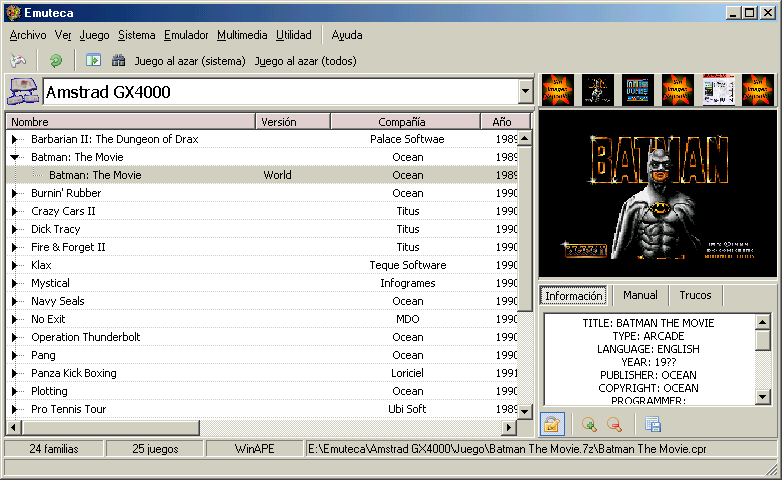 Emuteca
Archivo Ver Juego Sistema Emulador Multimedia Utilidad Ayuda
Juego al azar (sistema) Juego al azar (todos)
Amstrad GX4000
Sin imagen
Sin imagen
Sin imagen
Nombre Versión Compañía Año
Barbarian II: The Dungeon of Drax Palace Softwae 1989
Batman: The Movie Ocean 1989
Batman: The Movie World Ocean 1989
Burnin' Rubber Ocean 1990
Crazy Cars II Titus 1990
Dick Tracy Titus 1990
Fire & Forget II Titus 1990
Klax Teque Software 1990
Mystical Infogrames 1990
Navy Seals Ocean 1990
No Exit MDO 1990
Operation Thunderbolt Ocean 1990
Pang Ocean 1990
Panza Kick Boxing Loriciel 1991
Plotting Ocean 1990
Pro Tennis Tour Ubi Soft 1989
BATMAN
Información Manual Trucos
TITLE: BATMAN THE MOVIE
TYPE: ARCADE
LANGUAGE: ENGLISH
YEAR: 19??
PUBLISHER: OCEAN
COPYRIGHT: OCEAN
PROGRAMMER:
24 familias 25 juegos WinAPE E:\Emuteca\Amstrad GX4000\Juego\Batman The Movie.7z\Batman The Movie.cpr